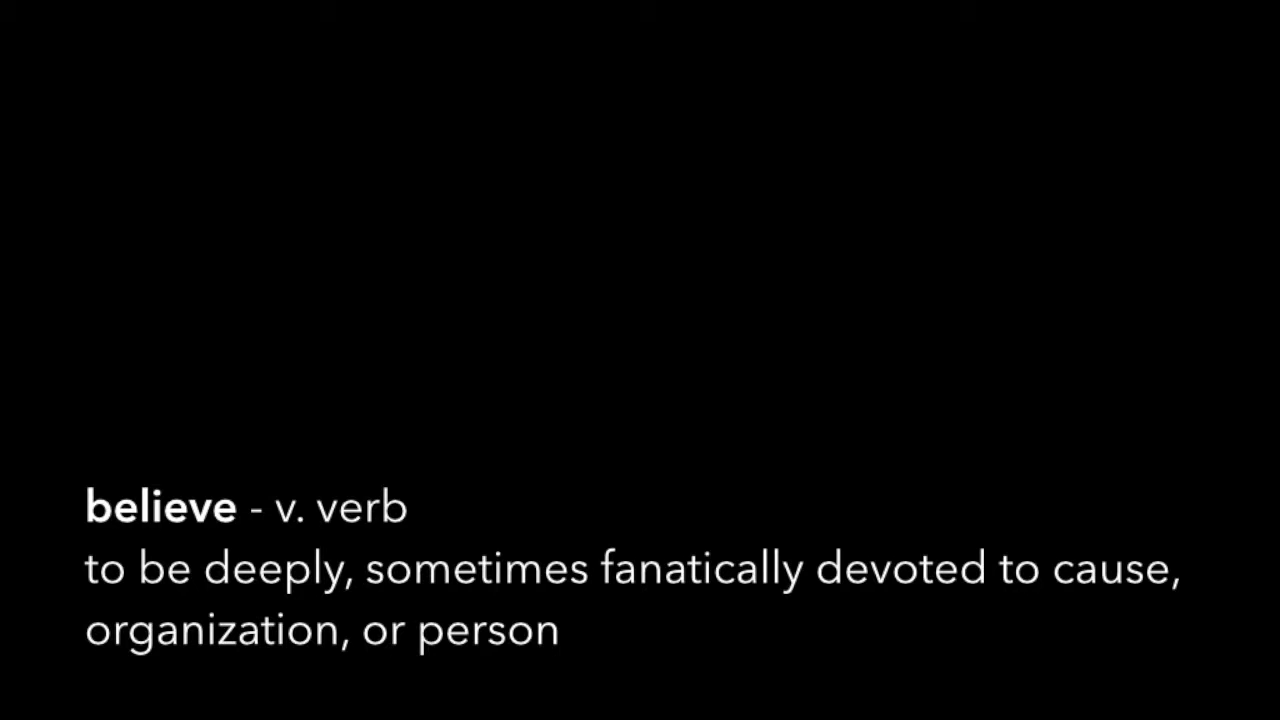 believe - v. verb
to be deeply, sometimes fanatically devoted to cause,
organization, or person